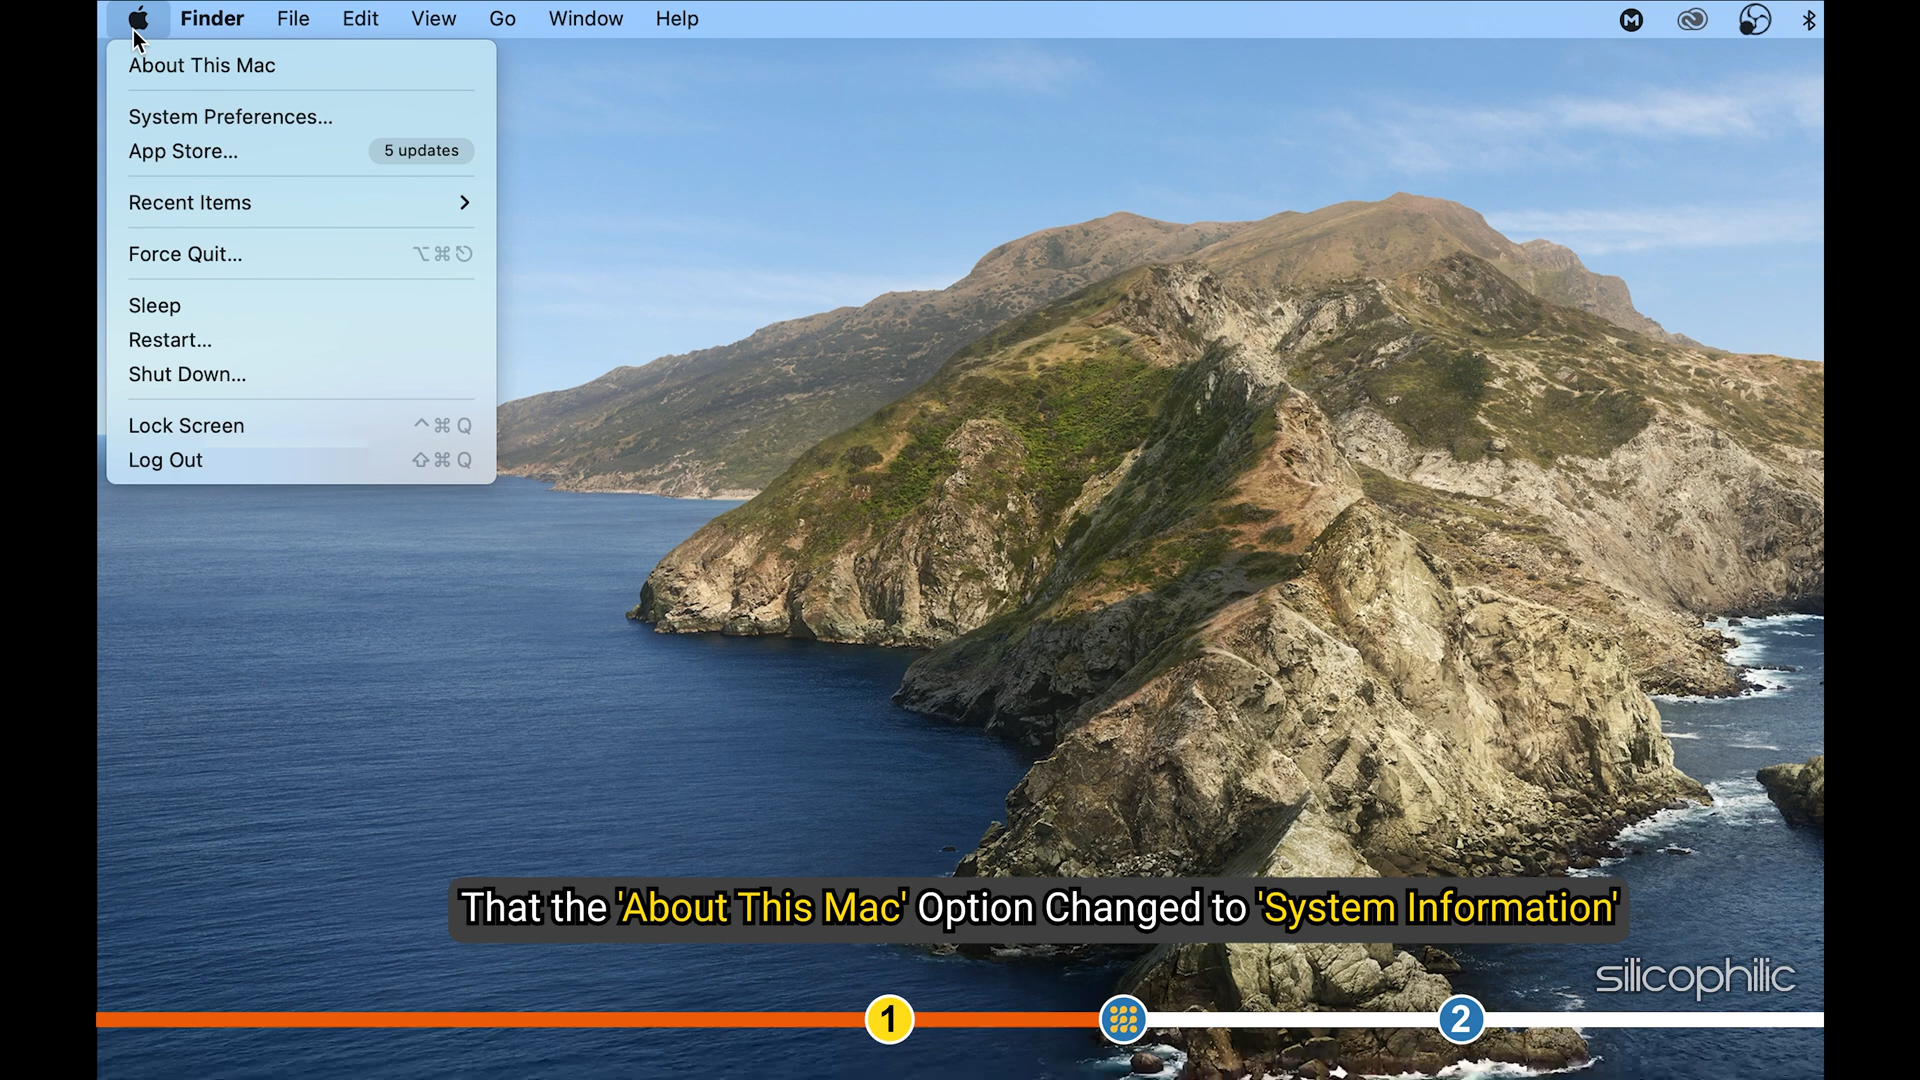 Finder File Edit View Go Window Help
About This Mac
System Preferences...
App Store... 5 updates
Recent Items
Force Quit... ⌥⌘⎋
Sleep
Restart...
Shut Down...
Lock Screen ^⌘Q
Log Out ⇧⌘Q
That the 'About This Mac' Option Changed to 'System Information'
silicophilic
1 2